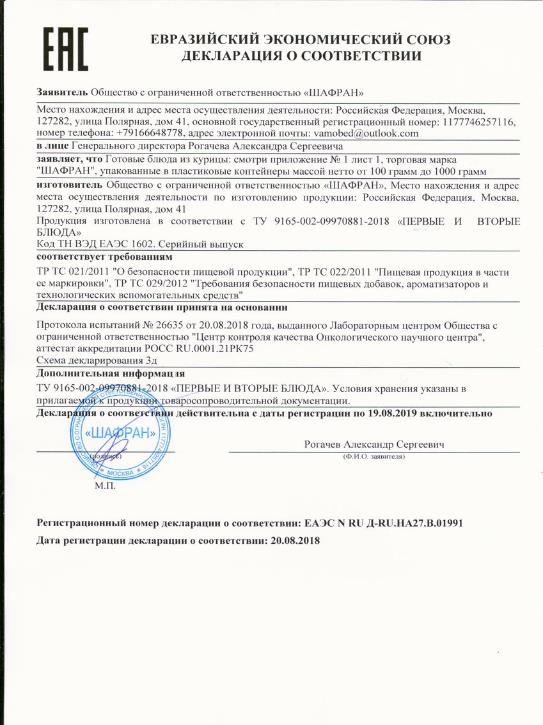 ЕАС
ЕВРАЗИЙСКИЙ ЭКОНОМИЧЕСКИЙ СОЮЗ
ДЕКЛАРАЦИЯ О СООТВЕТСТВИИ
Заявитель Общество с ограниченной ответственностью «ШАФРАН»
Место нахождения и адрес места осуществления деятельности: Российская Федерация, Москва,
127282, улица Полярная, дом 41, основной государственный регистрационный номер: 1177746257116,
номер телефона: +79166648778, адрес электронной почты: vamobed@outlook.com
в лице Генерального директора Рогачева Александра Сергеевича
заявляет, что Готовые блюда из курицы: смотри приложение № 1 лист 1, торговая марка
"ШАФРАН", упакованные в пластиковые контейнеры массой нетто от 100 грамм до 1000 грамм
изготовитель Общество с ограниченной ответственностью «ШАФРАН», Место нахождения и адрес
места осуществления деятельности по изготовлению продукции: Российская Федерация, Москва,
127282, улица Полярная, дом 41
Продукция изготовлена в соответствии с ТУ 9165-002-09970881-2018 «ПЕРВЫЕ И ВТОРЫЕ
БЛЮДА»
Код ТН ВЭД ЕАЭС 1602. Серийный выпуск
соответствует требованиям
ТР ТС 021/2011 "О безопасности пищевой продукции", ТР ТС 022/2011 "Пищевая продукция в части
ее маркировки", ТР ТС 029/2012 "Требования безопасности пищевых добавок, ароматизаторов и
технологических вспомогательных средств"
Декларация о соответствии принята на основании
Протокола испытаний № 26635 от 20.08.2018 года, выданного Лабораторным центром Общества с
ограниченной ответственностью "Центр контроля качества Онкологического научного центра",
аттестат аккредитации РОСС RU.0001.21РК75
Схема декларирования 3д
Дополнительная информация
ТУ 9165-002-09970881-2018 «ПЕРВЫЕ И ВТОРЫЕ БЛЮДА». Условия хранения указаны в
прилагаемой к продукции товаросопроводительной документации.
Декларация о соответствии действительна с даты регистрации по 19.08.2019 включительно
«ШАФРАН»
МОСКВА
Рогачев Александр Сергеевич
(подпись)
(Ф.И.О. заявителя)
М.П.
Регистрационный номер декларации о соответствии: ЕАЭС N RU Д-RU.НА27.В.01991
Дата регистрации декларации о соответствии: 20.08.2018